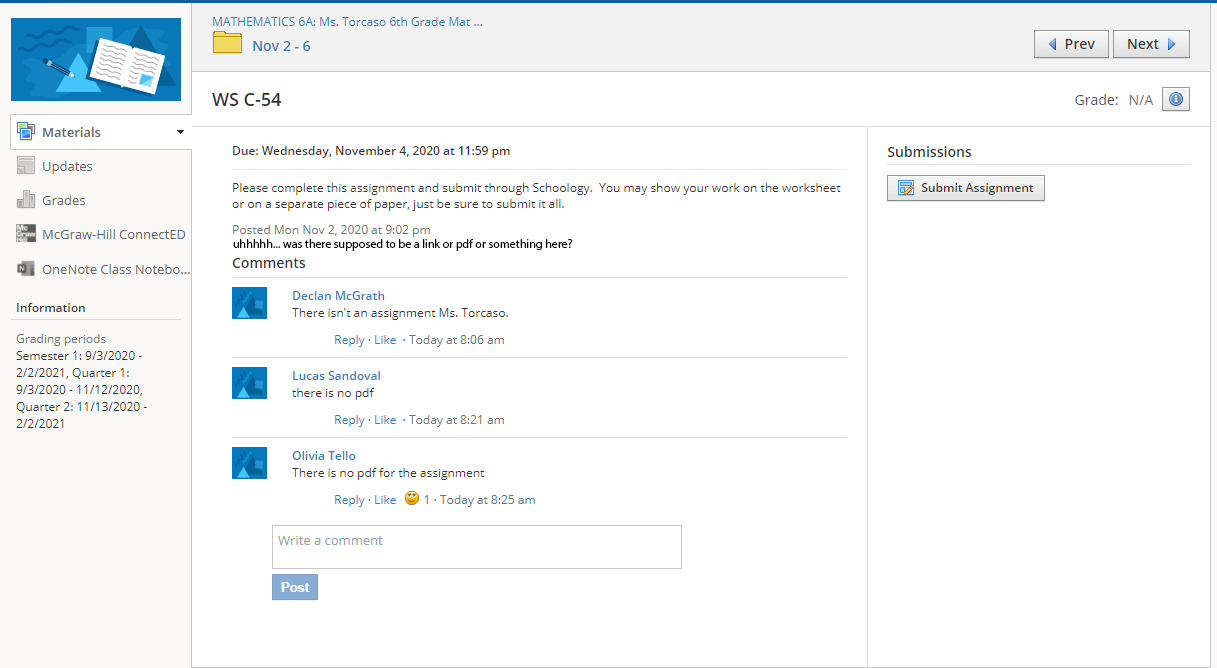 MATHEMATICS 6A: Ms. Torcaso 6th Grade Mat ...
Nov 2 - 6
Prev
Next
WS C-54
Grade: N/A
Materials
Updates
Grades
McGraw-Hill ConnectED
OneNote Class Notebo...
Information
Grading periods
Semester 1: 9/3/2020 -
2/2/2021, Quarter 1:
9/3/2020 - 11/12/2020,
Quarter 2: 11/13/2020 -
2/2/2021
Due: Wednesday, November 4, 2020 at 11:59 pm
Please complete this assignment and submit through Schoology.  You may show your work on the worksheet
or on a separate piece of paper, just be sure to submit it all.
Posted Mon Nov 2, 2020 at 9:02 pm
uhhhhh... was there supposed to be a link or pdf or something here?
Comments
Declan McGrath
There isn't an assignment Ms. Torcaso.
Reply · Like · Today at 8:06 am
Lucas Sandoval
there is no pdf
Reply · Like · Today at 8:21 am
Olivia Tello
There is no pdf for the assignment
Reply · Like 1 · Today at 8:25 am
Write a comment
Post
Submissions
Submit Assignment